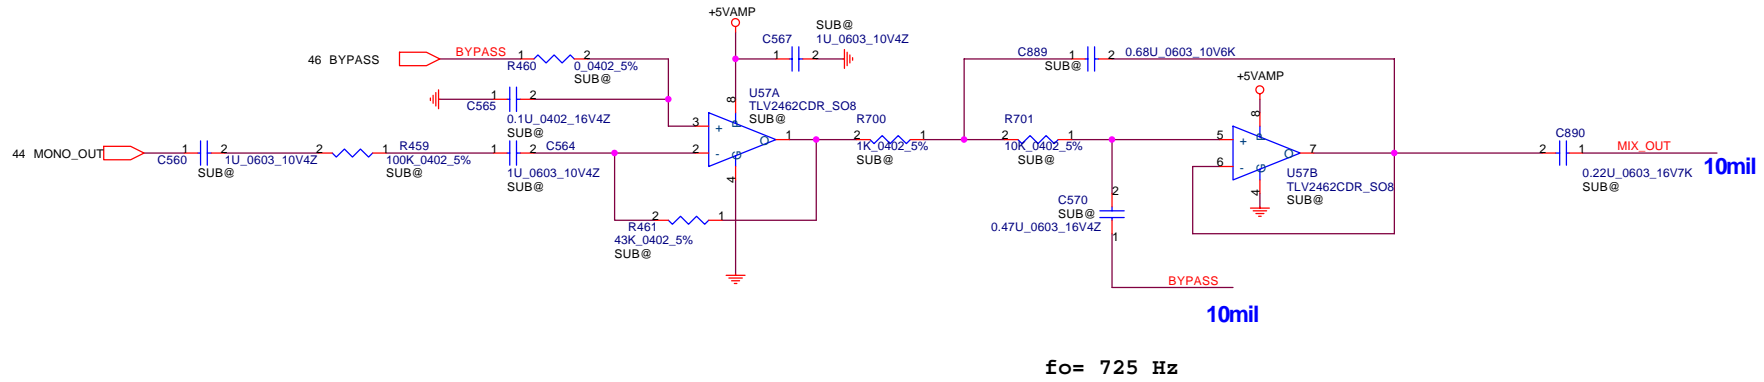 +5VAMP
SUB@
1U_0603_10V4Z
C567
1
2
46 BYPASS
BYPASS
1
2
R460
0_0402_5%
SUB@
C889
1
2
0.68U_0603_10V6K
SUB@
+5VAMP
1
2
C565
0.1U_0402_16V4Z
SUB@
8
U57A
TLV2462CDR_SO8
SUB@
3
+
P
1
O
2
-
G
4
R700
2
1
1K_0402_5%
SUB@
R701
2
1
10K_0402_5%
SUB@
8
5
+
P
7
O
6
-
G
4
U57B
TLV2462CDR_SO8
SUB@
C890
2
1
MIX_OUT
10mil
0.22U_0603_16V7K
SUB@
44 MONO_OUT
1
2
C560
1U_0603_10V4Z
SUB@
2
1
R459
100K_0402_5%
SUB@
1
2
C564
1U_0603_10V4Z
SUB@
2
1
R461
43K_0402_5%
SUB@
2
C570
SUB@
0.47U_0603_16V4Z
1
BYPASS
10mil
fo= 725 Hz